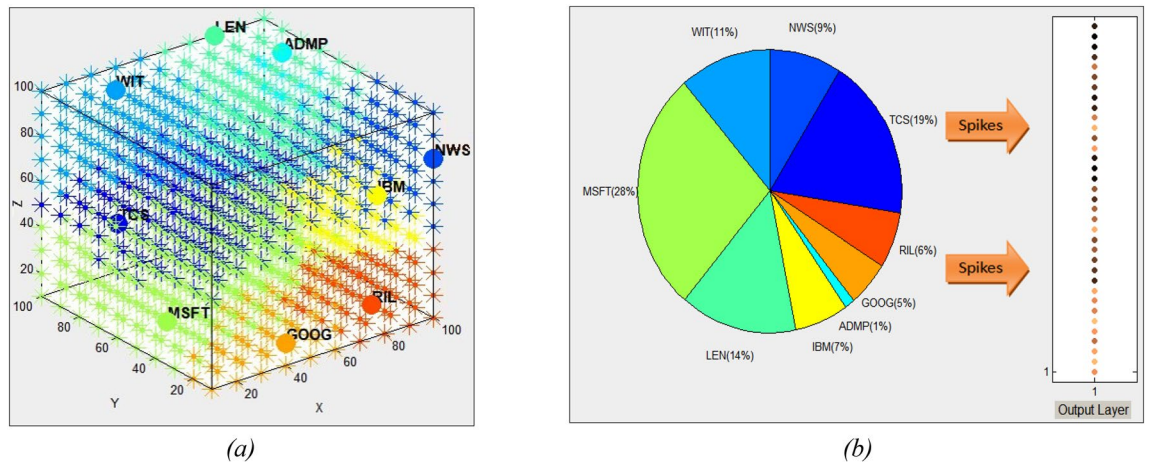 LEN
ADMP
WIT
NWS
IBM
TCS
MSFT
RIL
GOOG
100
80
60
40
20
Z
100
80
60
40
20
Y
20
40
60
80
100
X
(a)
WIT(11%)
NWS(9%)
TCS(19%)
MSFT(28%)
RIL(6%)
GOOG(5%)
ADMP(1%)
IBM(7%)
LEN(14%)
Spikes
Spikes
1
1
Output Layer
(b)